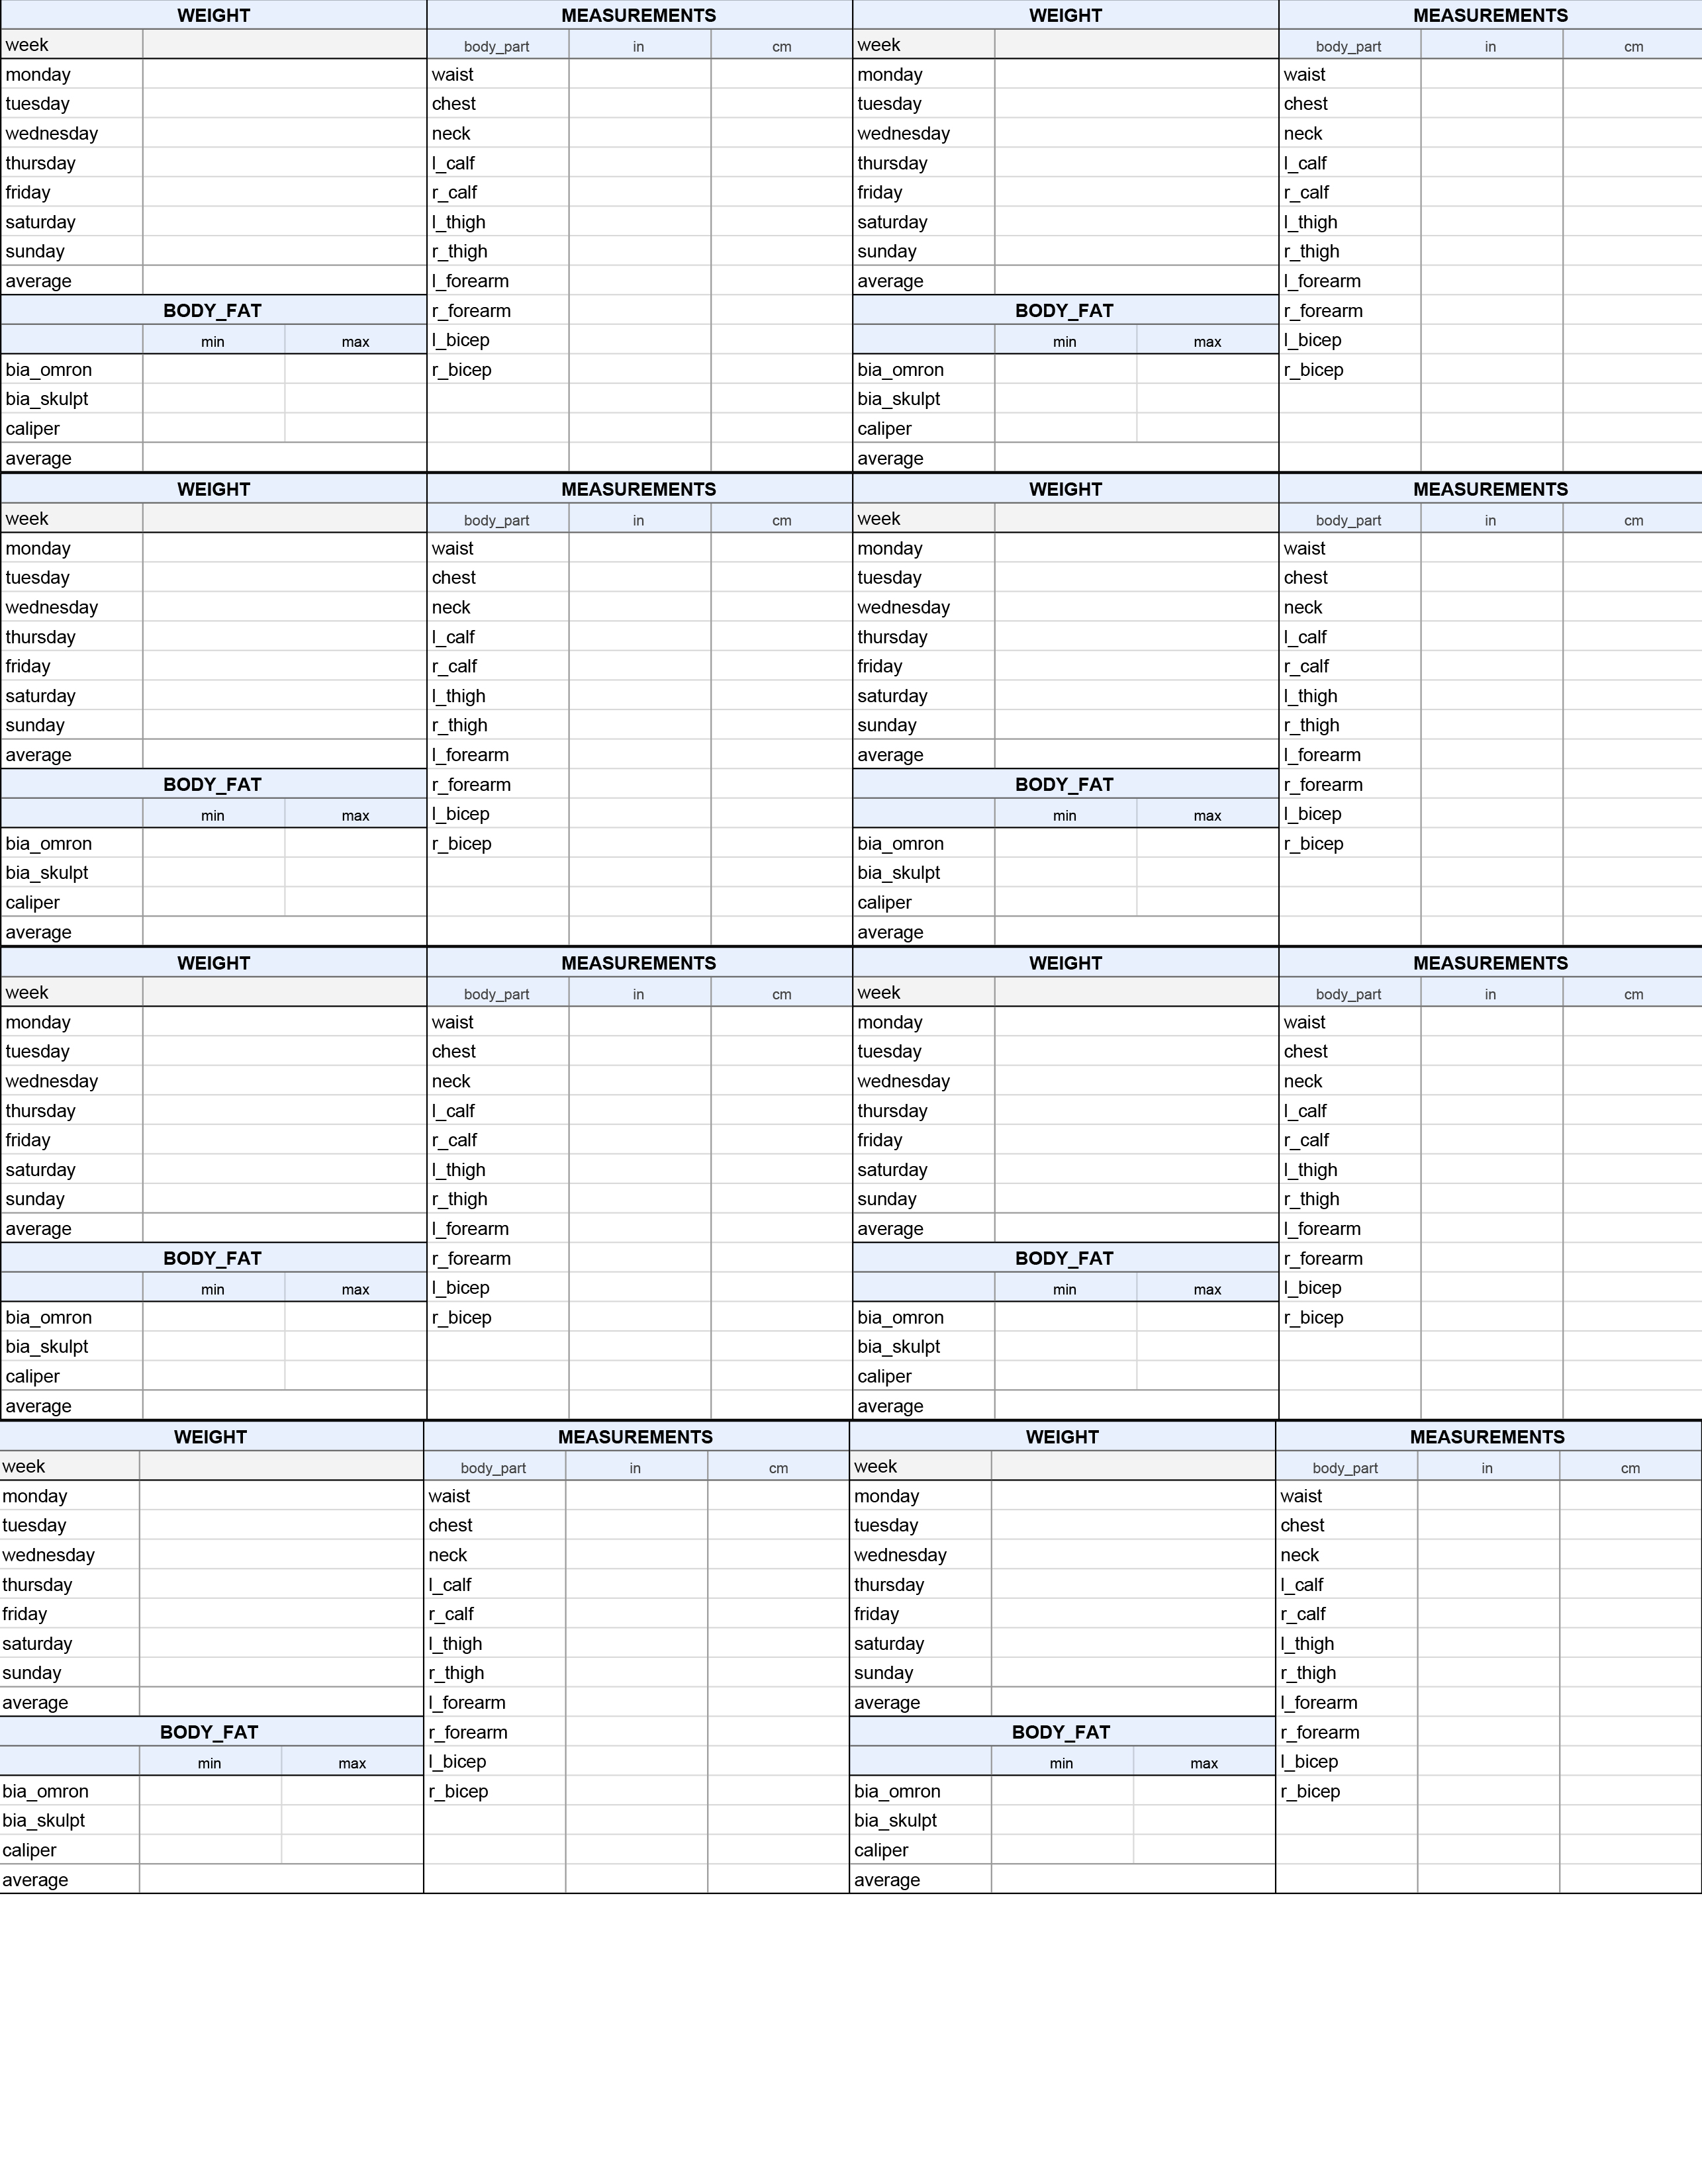 WEIGHT MEASUREMENTS WEIGHT MEASUREMENTS
week body_part in cm week body_part in cm
monday waist monday waist
tuesday chest tuesday chest
wednesday neck wednesday neck
thursday l_calf thursday l_calf
friday r_calf friday r_calf
saturday l_thigh saturday l_thigh
sunday r_thigh sunday r_thigh
average l_forearm average l_forearm
BODY_FAT r_forearm BODY_FAT r_forearm
min max l_bicep min max l_bicep
bia_omron r_bicep bia_omron r_bicep
bia_skulpt bia_skulpt
caliper caliper
average average
WEIGHT MEASUREMENTS WEIGHT MEASUREMENTS
week body_part in cm week body_part in cm
monday waist monday waist
tuesday chest tuesday chest
wednesday neck wednesday neck
thursday l_calf thursday l_calf
friday r_calf friday r_calf
saturday l_thigh saturday l_thigh
sunday r_thigh sunday r_thigh
average l_forearm average l_forearm
BODY_FAT r_forearm BODY_FAT r_forearm
min max l_bicep min max l_bicep
bia_omron r_bicep bia_omron r_bicep
bia_skulpt bia_skulpt
caliper caliper
average average
WEIGHT MEASUREMENTS WEIGHT MEASUREMENTS
week body_part in cm week body_part in cm
monday waist monday waist
tuesday chest tuesday chest
wednesday neck wednesday neck
thursday l_calf thursday l_calf
friday r_calf friday r_calf
saturday l_thigh saturday l_thigh
sunday r_thigh sunday r_thigh
average l_forearm average l_forearm
BODY_FAT r_forearm BODY_FAT r_forearm
min max l_bicep min max l_bicep
bia_omron r_bicep bia_omron r_bicep
bia_skulpt bia_skulpt
caliper caliper
average average
WEIGHT MEASUREMENTS WEIGHT MEASUREMENTS
week body_part in cm week body_part in cm
monday waist monday waist
tuesday chest tuesday chest
wednesday neck wednesday neck
thursday l_calf thursday l_calf
friday r_calf friday r_calf
saturday l_thigh saturday l_thigh
sunday r_thigh sunday r_thigh
average l_forearm average l_forearm
BODY_FAT r_forearm BODY_FAT r_forearm
min max l_bicep min max l_bicep
bia_omron r_bicep bia_omron r_bicep
bia_skulpt bia_skulpt
caliper caliper
average average